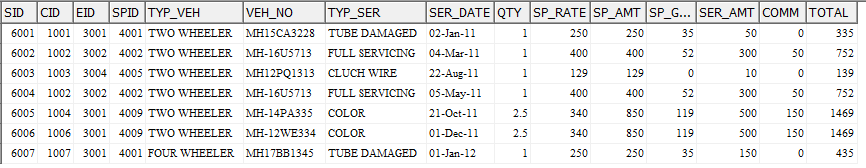 SID CID EID SPID TYP_VEH VEH_NO TYP_SER SER_DATE QTY SP_RATE SP_AMT SP_G... SER_AMT COMM TOTAL
6001 1001 3001 4001 TWO WHEELER MH15CA3228 TUBE DAMAGED 02-Jan-11 1 250 250 35 50 0 335
6002 1002 3001 4002 TWO WHEELER MH-16U5713 FULL SERVICING 04-Mar-11 1 400 400 52 300 50 752
6003 1003 3004 4005 TWO WHEELER MH12PQ1313 CLUCH WIRE 22-Aug-11 1 129 129 0 10 0 139
6004 1002 3003 4002 TWO WHEELER MH-16U5713 FULL SERVICING 05-May-11 1 400 400 52 300 50 752
6005 1004 3001 4009 TWO WHEELER MH-14PA335 COLOR 21-Oct-11 2.5 340 850 119 500 150 1469
6006 1006 3001 4009 TWO WHEELER MH-12WE334 COLOR 01-Dec-11 2.5 340 850 119 500 150 1469
6007 1007 3001 4001 FOUR WHEELER MH17BB1345 TUBE DAMAGED 01-Jan-12 1 250 250 35 150 0 435